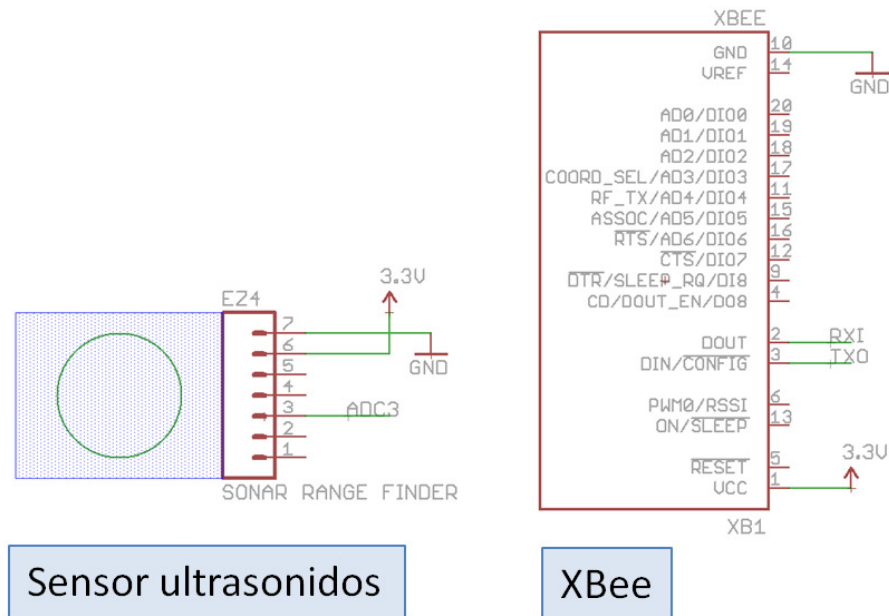 EZ4
3.3V
7
GND
6
5
4
3
ADC3
2
1
SONAR RANGE FINDER
Sensor ultrasonidos
XBEE
GND 10
GND
VREF 14
AD0/DIO0 20
AD1/DIO1 19
AD2/DIO2 18
COORD_SEL/AD3/DIO3 17
RF_TX/AD4/DIO4 11
ASSOC/AD5/DIO5 15
RTS/AD6/DIO6 16
CTS/DIO7 12
DTR/SLEEP_RQ/DI8 9
CD/DOUT_EN/DO8 4
DOUT 2 RXI
DIN/CONFIG 3 TXO
PWM0/RSSI 6
ON/SLEEP 13
RESET 5
3.3V
VCC 1
XB1
XBee